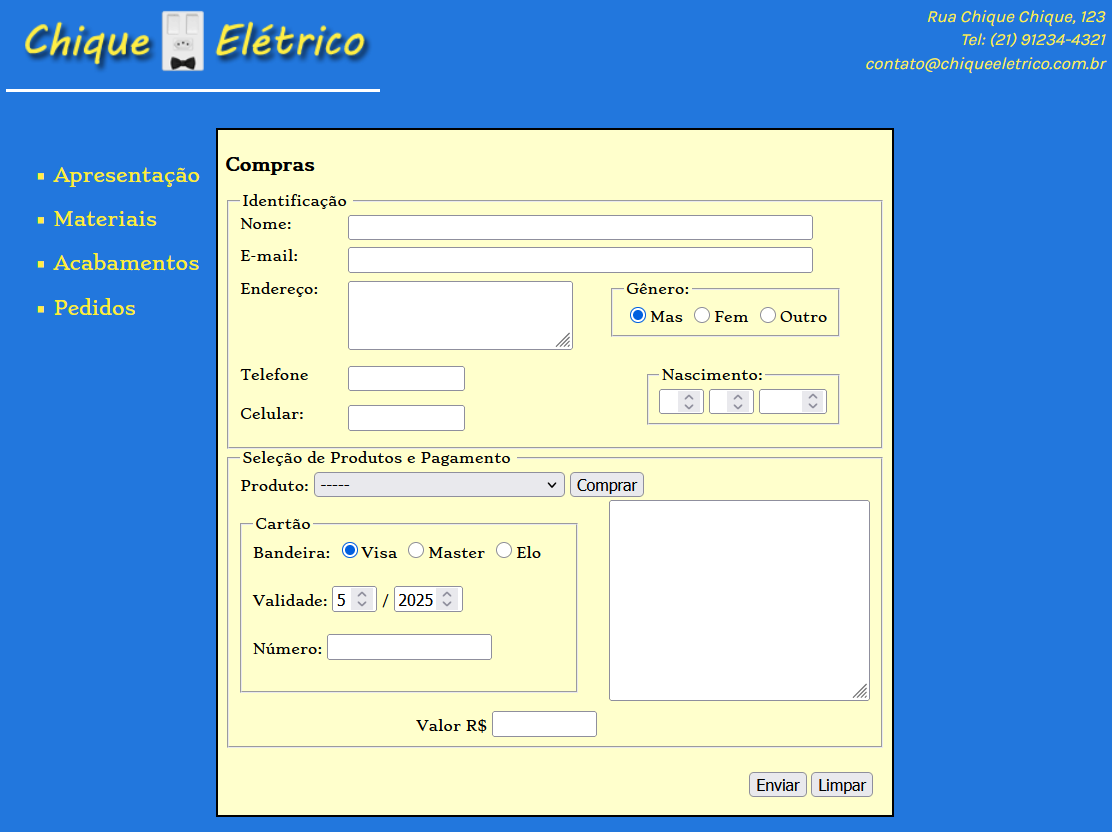 Chique Elétrico
Rua Chique Chique, 123
Tel: (21) 91234-4321
contato@chiqueeletrico.com.br
Apresentação
Materiais
Acabamentos
Pedidos
Compras
Identificação
Nome:
E-mail:
Endereço:
Gênero:
Mas Fem Outro
Telefone
Nascimento:
Celular:
Seleção de Produtos e Pagamento
Produto: ----- Comprar
Cartão
Bandeira: Visa Master Elo
Validade: 5 / 2025
Número:
Valor R$
Enviar Limpar